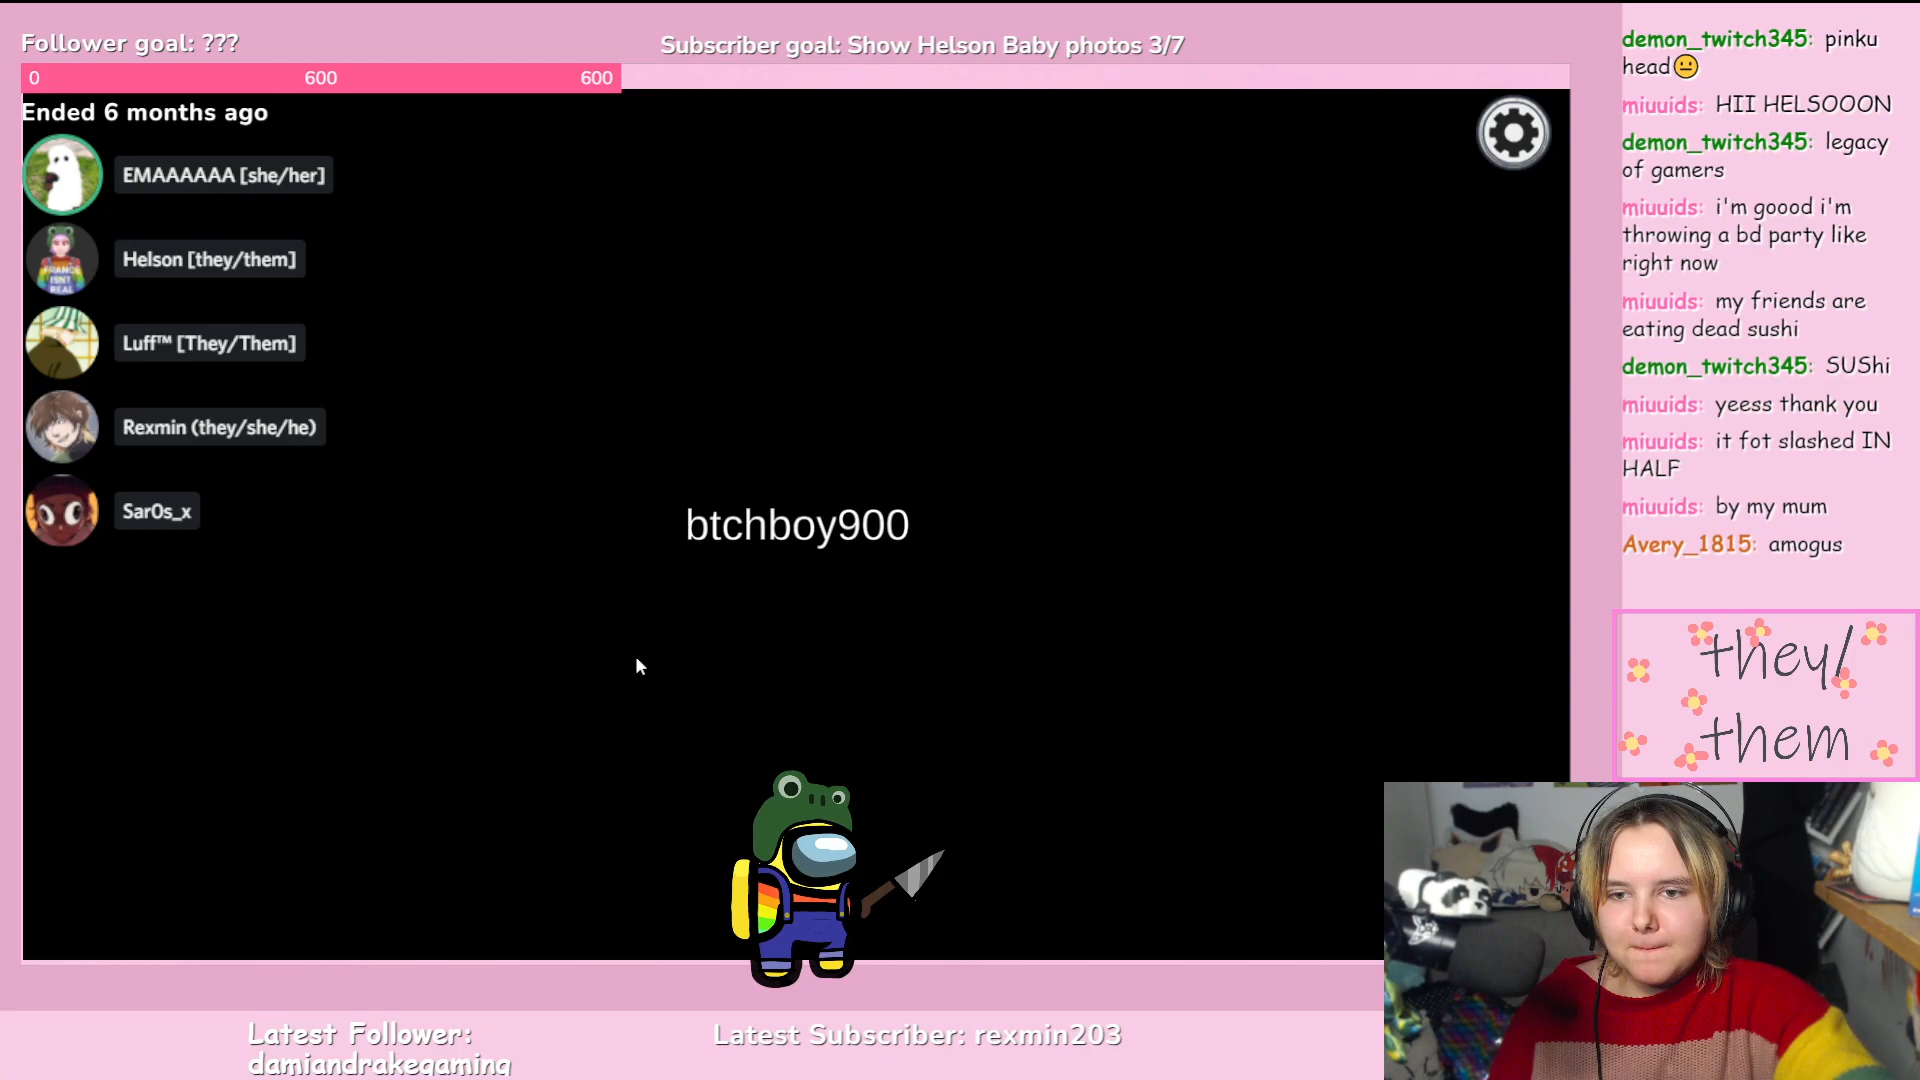 Follower goal: ???
Subscriber goal: Show Helson Baby photos 3/7
0 600 600
Ended 6 months ago
EMAAAAAA [she/her]
Helson [they/them]
FRANCE
ISNT
REAL
Luff™ [They/Them]
Rexmin (they/she/he)
Sar0s_x
btchboy900
demon_twitch345: pinku
head😐
miuuids: HII HELSOOON
demon_twitch345: legacy
of gamers
miuuids: i'm goood i'm
throwing a bd party like
right now
miuuids: my friends are
eating dead sushi
demon_twitch345: SUShi
miuuids: yeess thank you
miuuids: it fot slashed IN
HALF
miuuids: by my mum
Avery_1815: amogus
they/
them
Latest Follower:
damiandrakegaming
Latest Subscriber: rexmin203